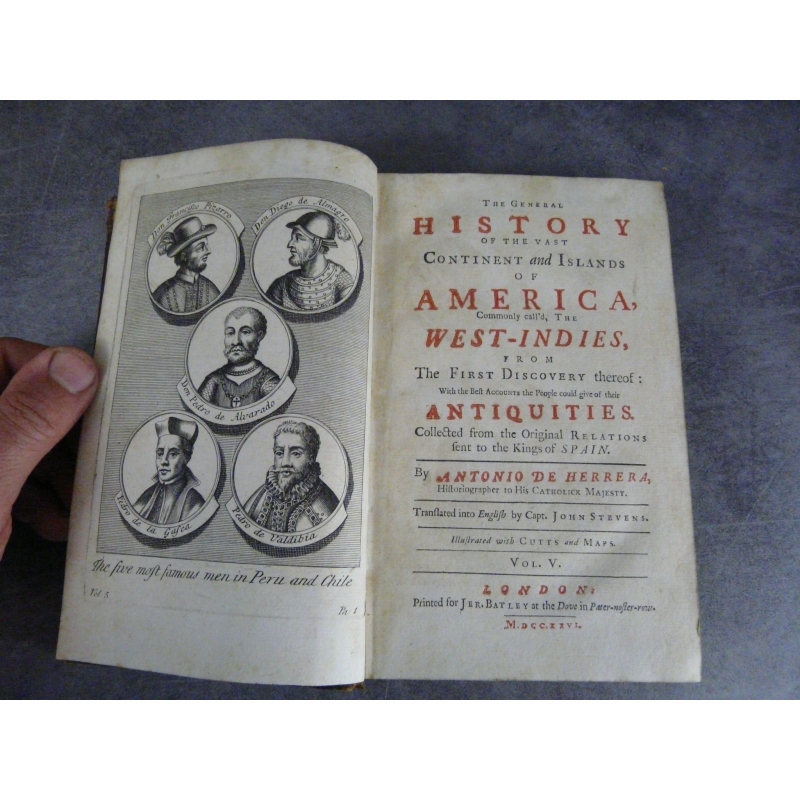 Don Françisco Pizarro
Don Diego de Almagro
Don Pedro de Alvarado
Pedro de la Gasca
Pedro de Valdibia
The five most famous men in Peru and Chile
Vol. 5.
Pa. 1
THE GENERAL
HISTORY
OF THE VAST
CONTINENT and ISLANDS
OF
AMERICA,
Commonly call'd, THE
WEST-INDIES,
FROM
The FIRST DISCOVERY thereof:
With the Best ACCOUNTS the People could give of their
ANTIQUITIES.
Collected from the Original RELATIONS
sent to the Kings of SPAIN.
By ANTONIO DE HERRERA,
Historiographer to His CATHOLICK MAJESTY.
Translated into English by Capt. JOHN STEVENS.
Illustrated with CUTTS and MAPS.
VOL. V.
LONDON:
Printed for JER. BATLEY at the Dove in Pater-noster-row.
M.DCC.XXVI.